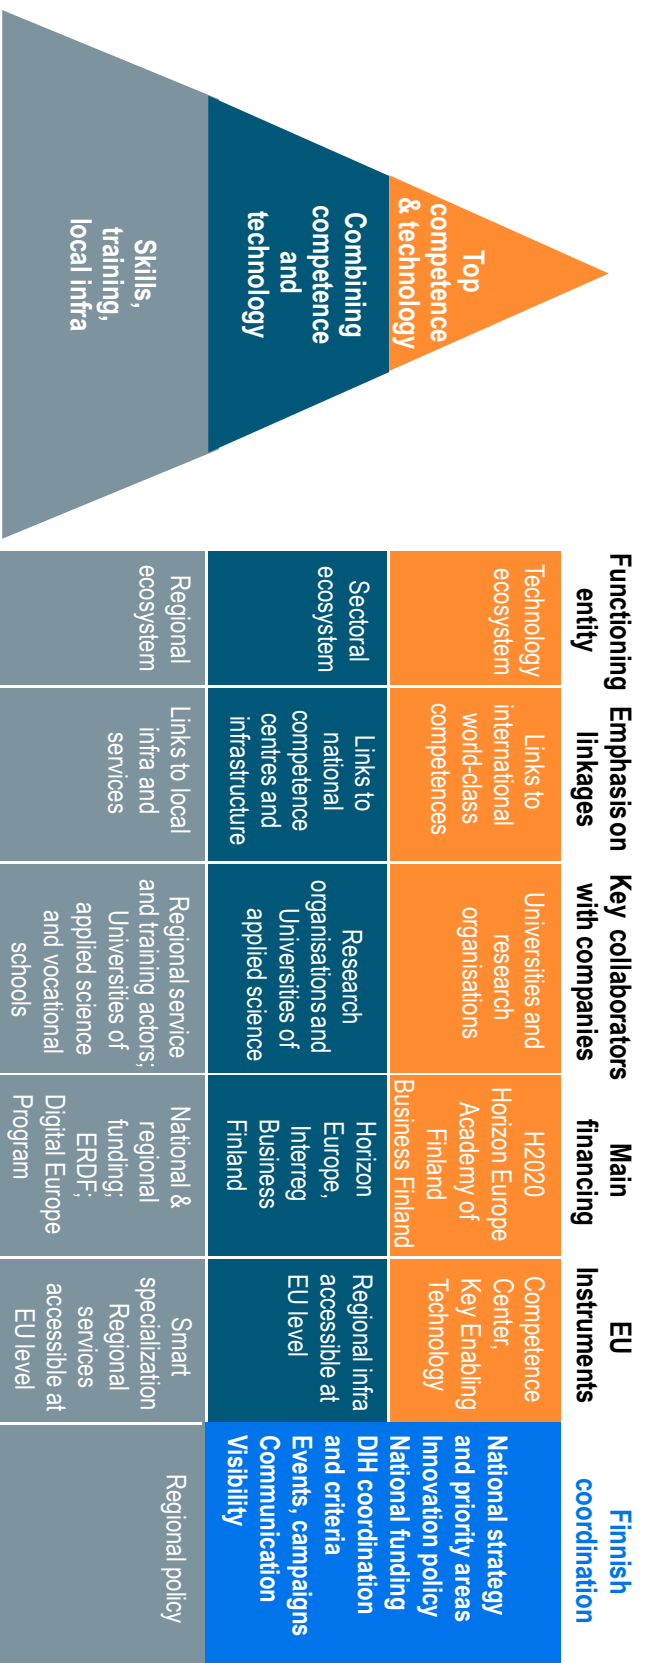 Functioning
entity
Emphasis on
linkages
Key collaborators
with companies
Main
financing
EU
Instruments
Finnish
coordination
Top
competence
& technology
Technology
ecosystem
Links to
international
world-class
competences
Universities and
research
organisations
H2020
Horizon Europe
Academy of
Finland
Business Finland
Competence
Center,
Key Enabling
Technology
National strategy
and priority areas
Innovation policy
National funding
DIH coordination
and criteria
Events, campaigns
Communication
Visibility
Combining
competence
and
technology
Sectoral
ecosystem
Links to
national
competence
centres and
infrastructure
Research
organisations and
Universities of
applied science
Horizon
Europe,
Interreg
Business
Finland
Regional infra
accessible at
EU level
Skills,
training,
local infra
Regional
ecosystem
Links to local
infra and
services
Regional service
and training actors;
Universities of
applied science
and vocational
schools
National &
regional
funding;
ERDF;
Digital Europe
Program
Smart
specialization
Regional
services
accessible at
EU level
Regional policy